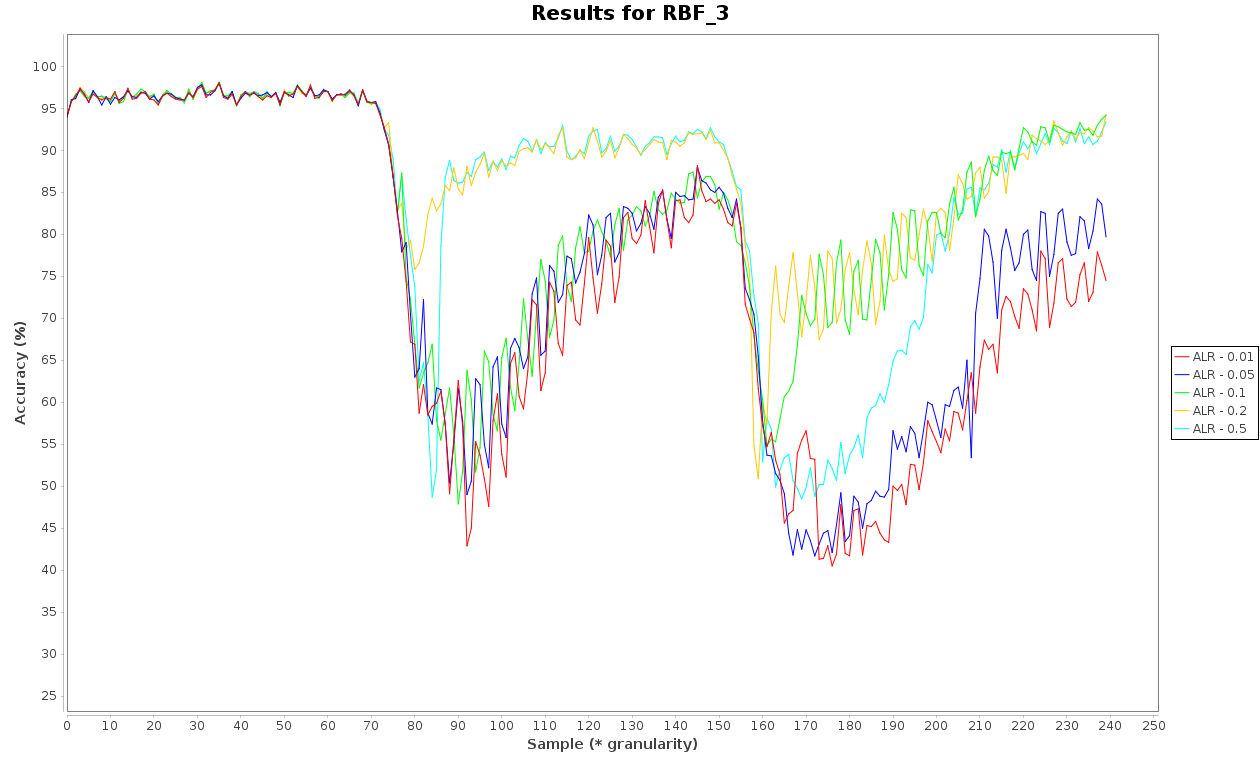 Results for RBF_3
Accuracy (%)
100
95
90
85
80
75
70
65
60
55
50
45
40
35
30
25
0 10 20 30 40 50 60 70 80 90 100 110 120 130 140 150 160 170 180 190 200 210 220 230 240 250
Sample (* granularity)
ALR - 0.01
ALR - 0.05
ALR - 0.1
ALR - 0.2
ALR - 0.5